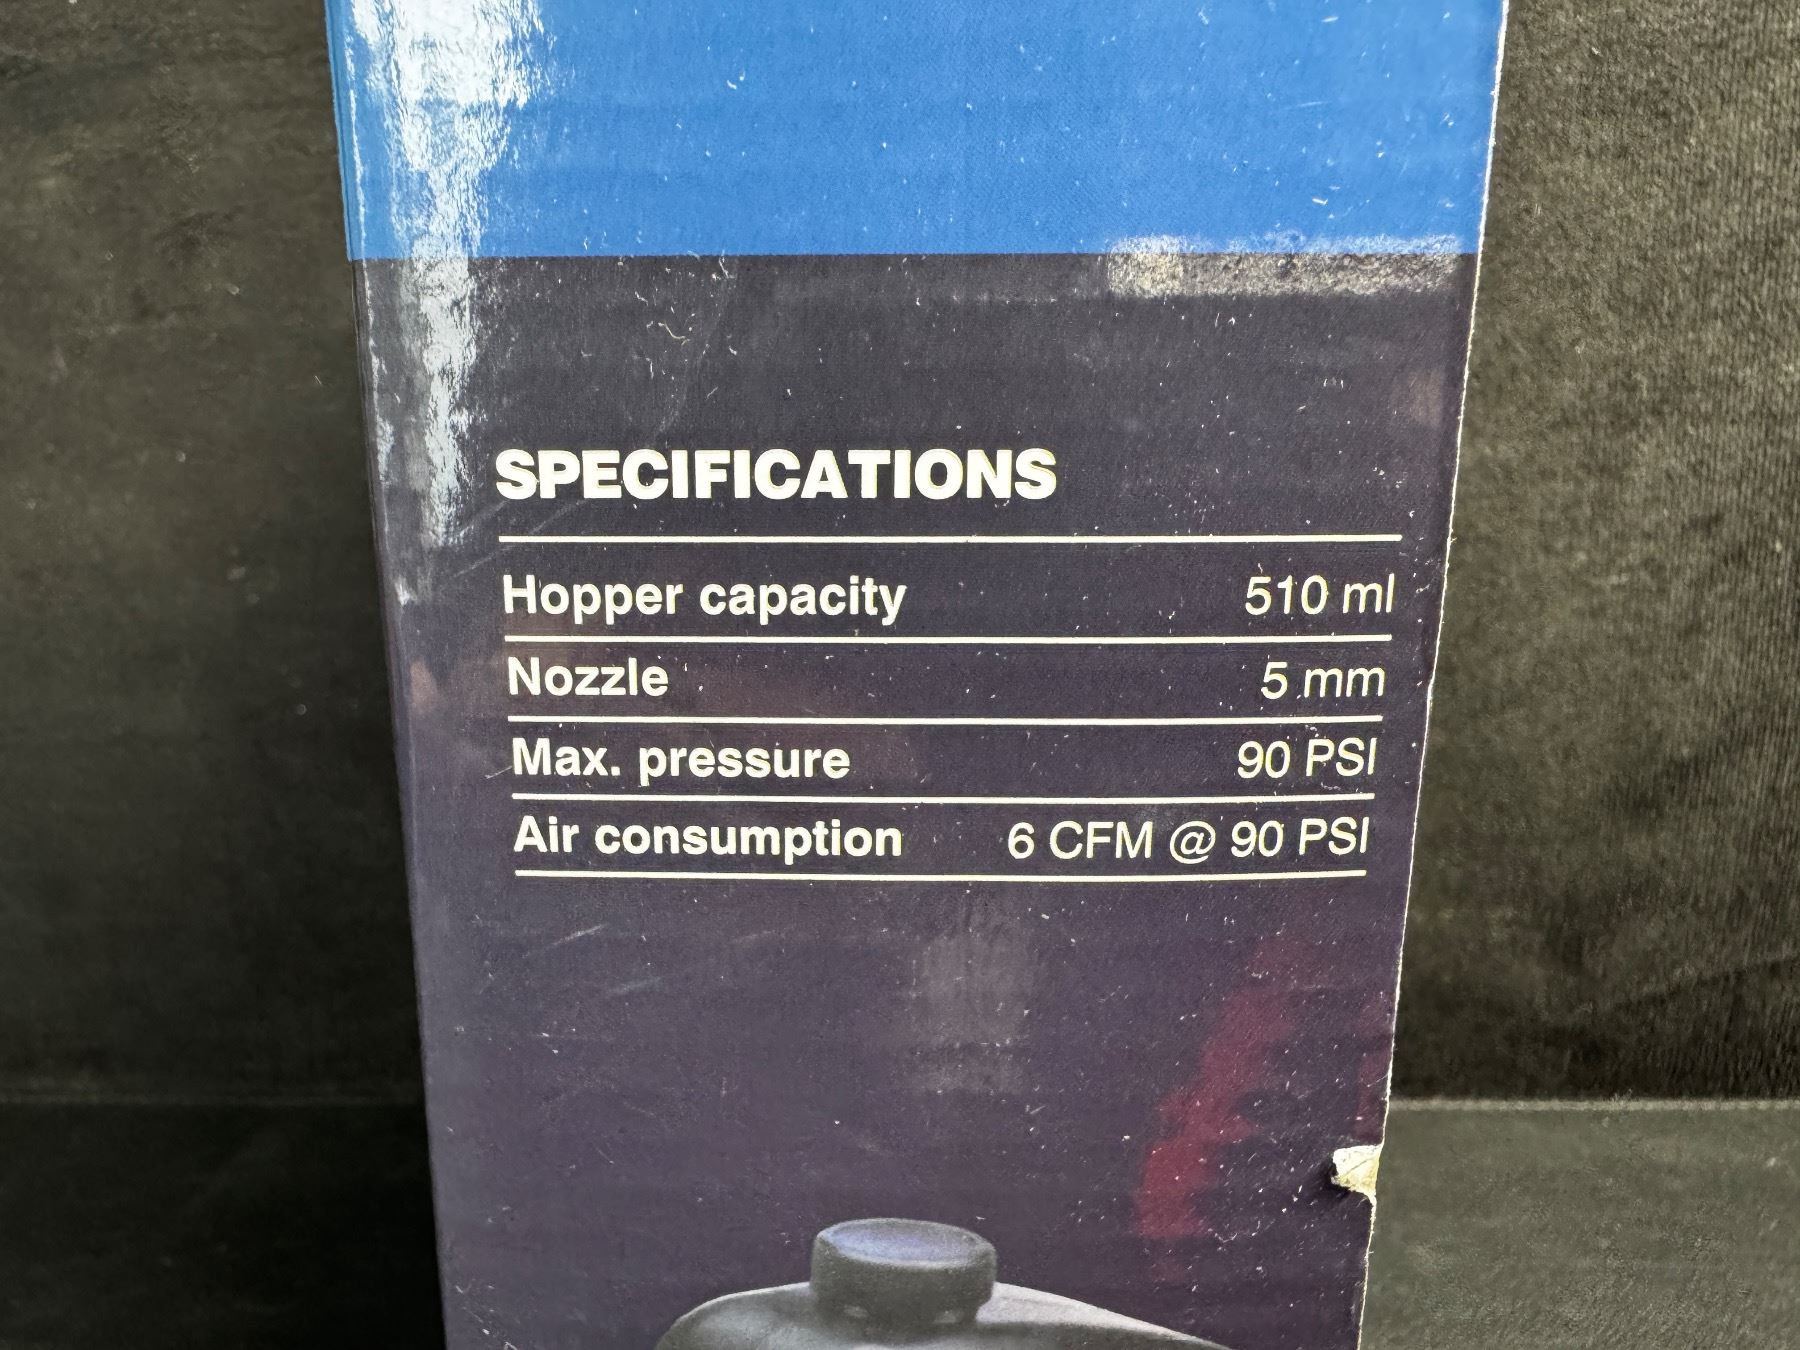 SPECIFICATIONS
Hopper capacity 510 ml
Nozzle 5 mm
Max. pressure 90 PSI
Air consumption 6 CFM @ 90 PSI